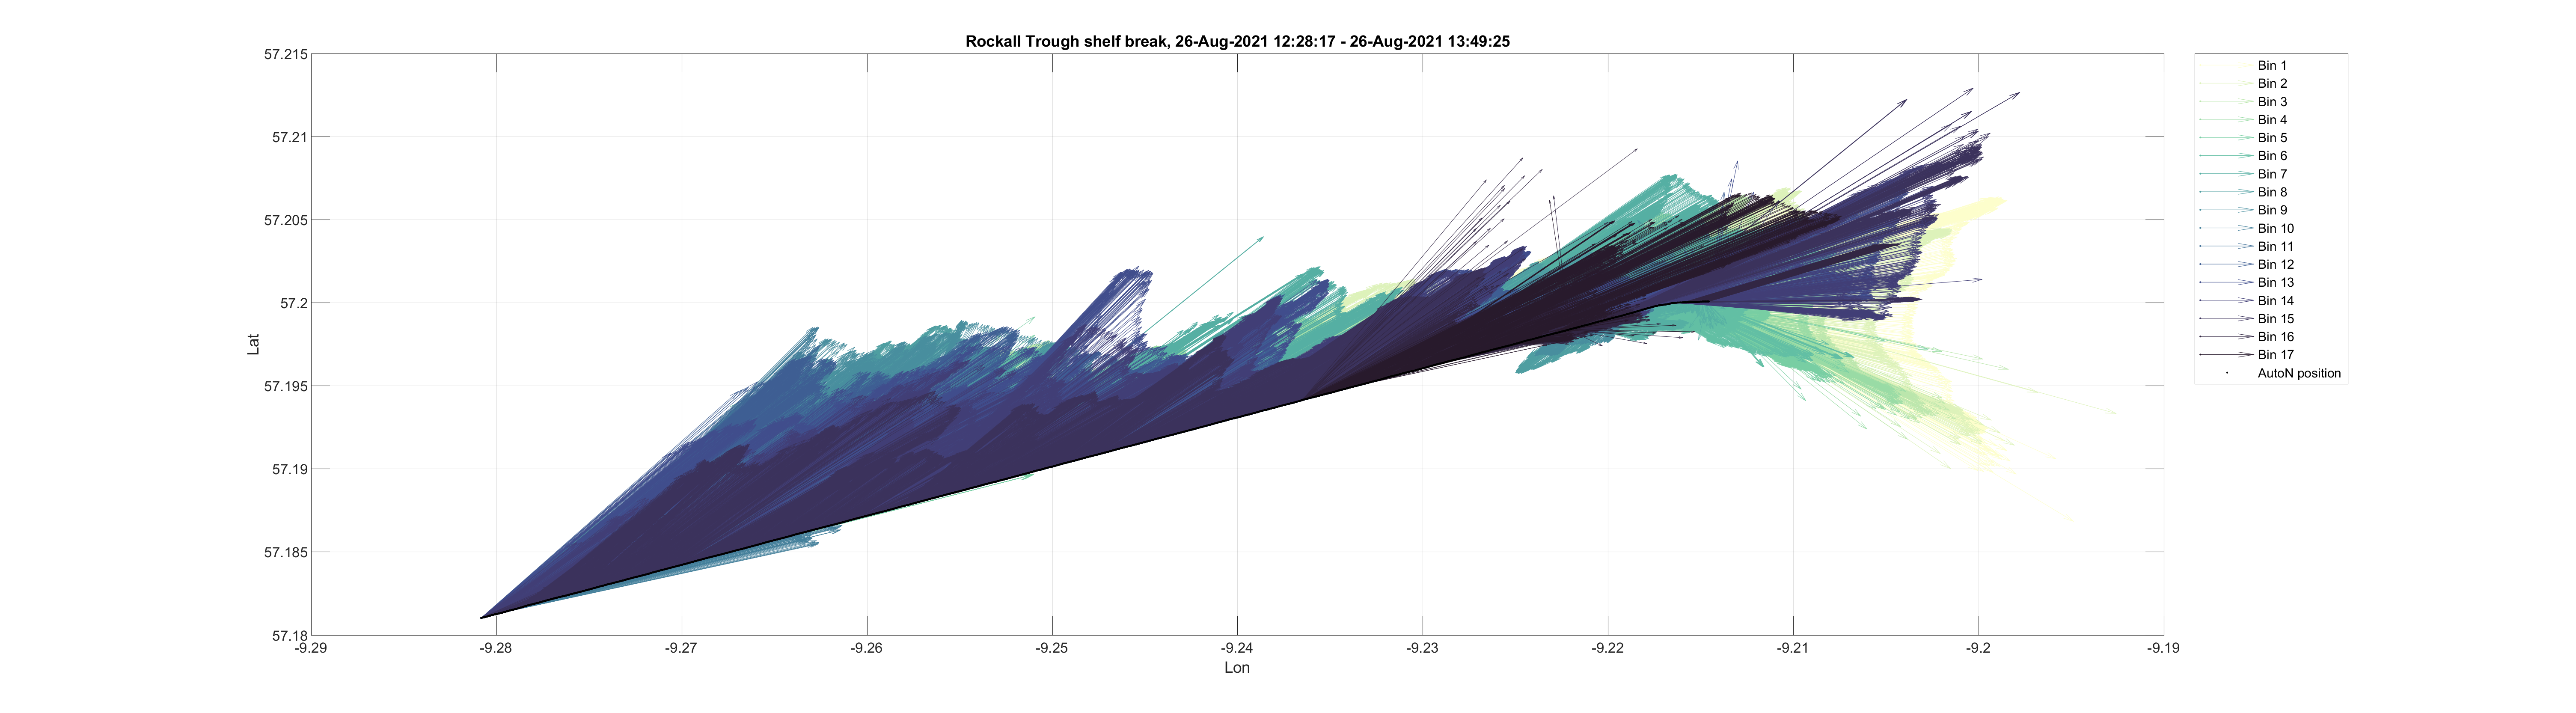 Rockall Trough shelf break, 26-Aug-2021 12:28:17 - 26-Aug-2021 13:49:25
57.215
57.21
57.205
57.2
57.195
57.19
57.185
57.18
Lat
-9.29 -9.28 -9.27 -9.26 -9.25 -9.24 -9.23 -9.22 -9.21 -9.2 -9.19
Lon
Bin 1
Bin 2
Bin 3
Bin 4
Bin 5
Bin 6
Bin 7
Bin 8
Bin 9
Bin 10
Bin 11
Bin 12
Bin 13
Bin 14
Bin 15
Bin 16
Bin 17
AutoN position